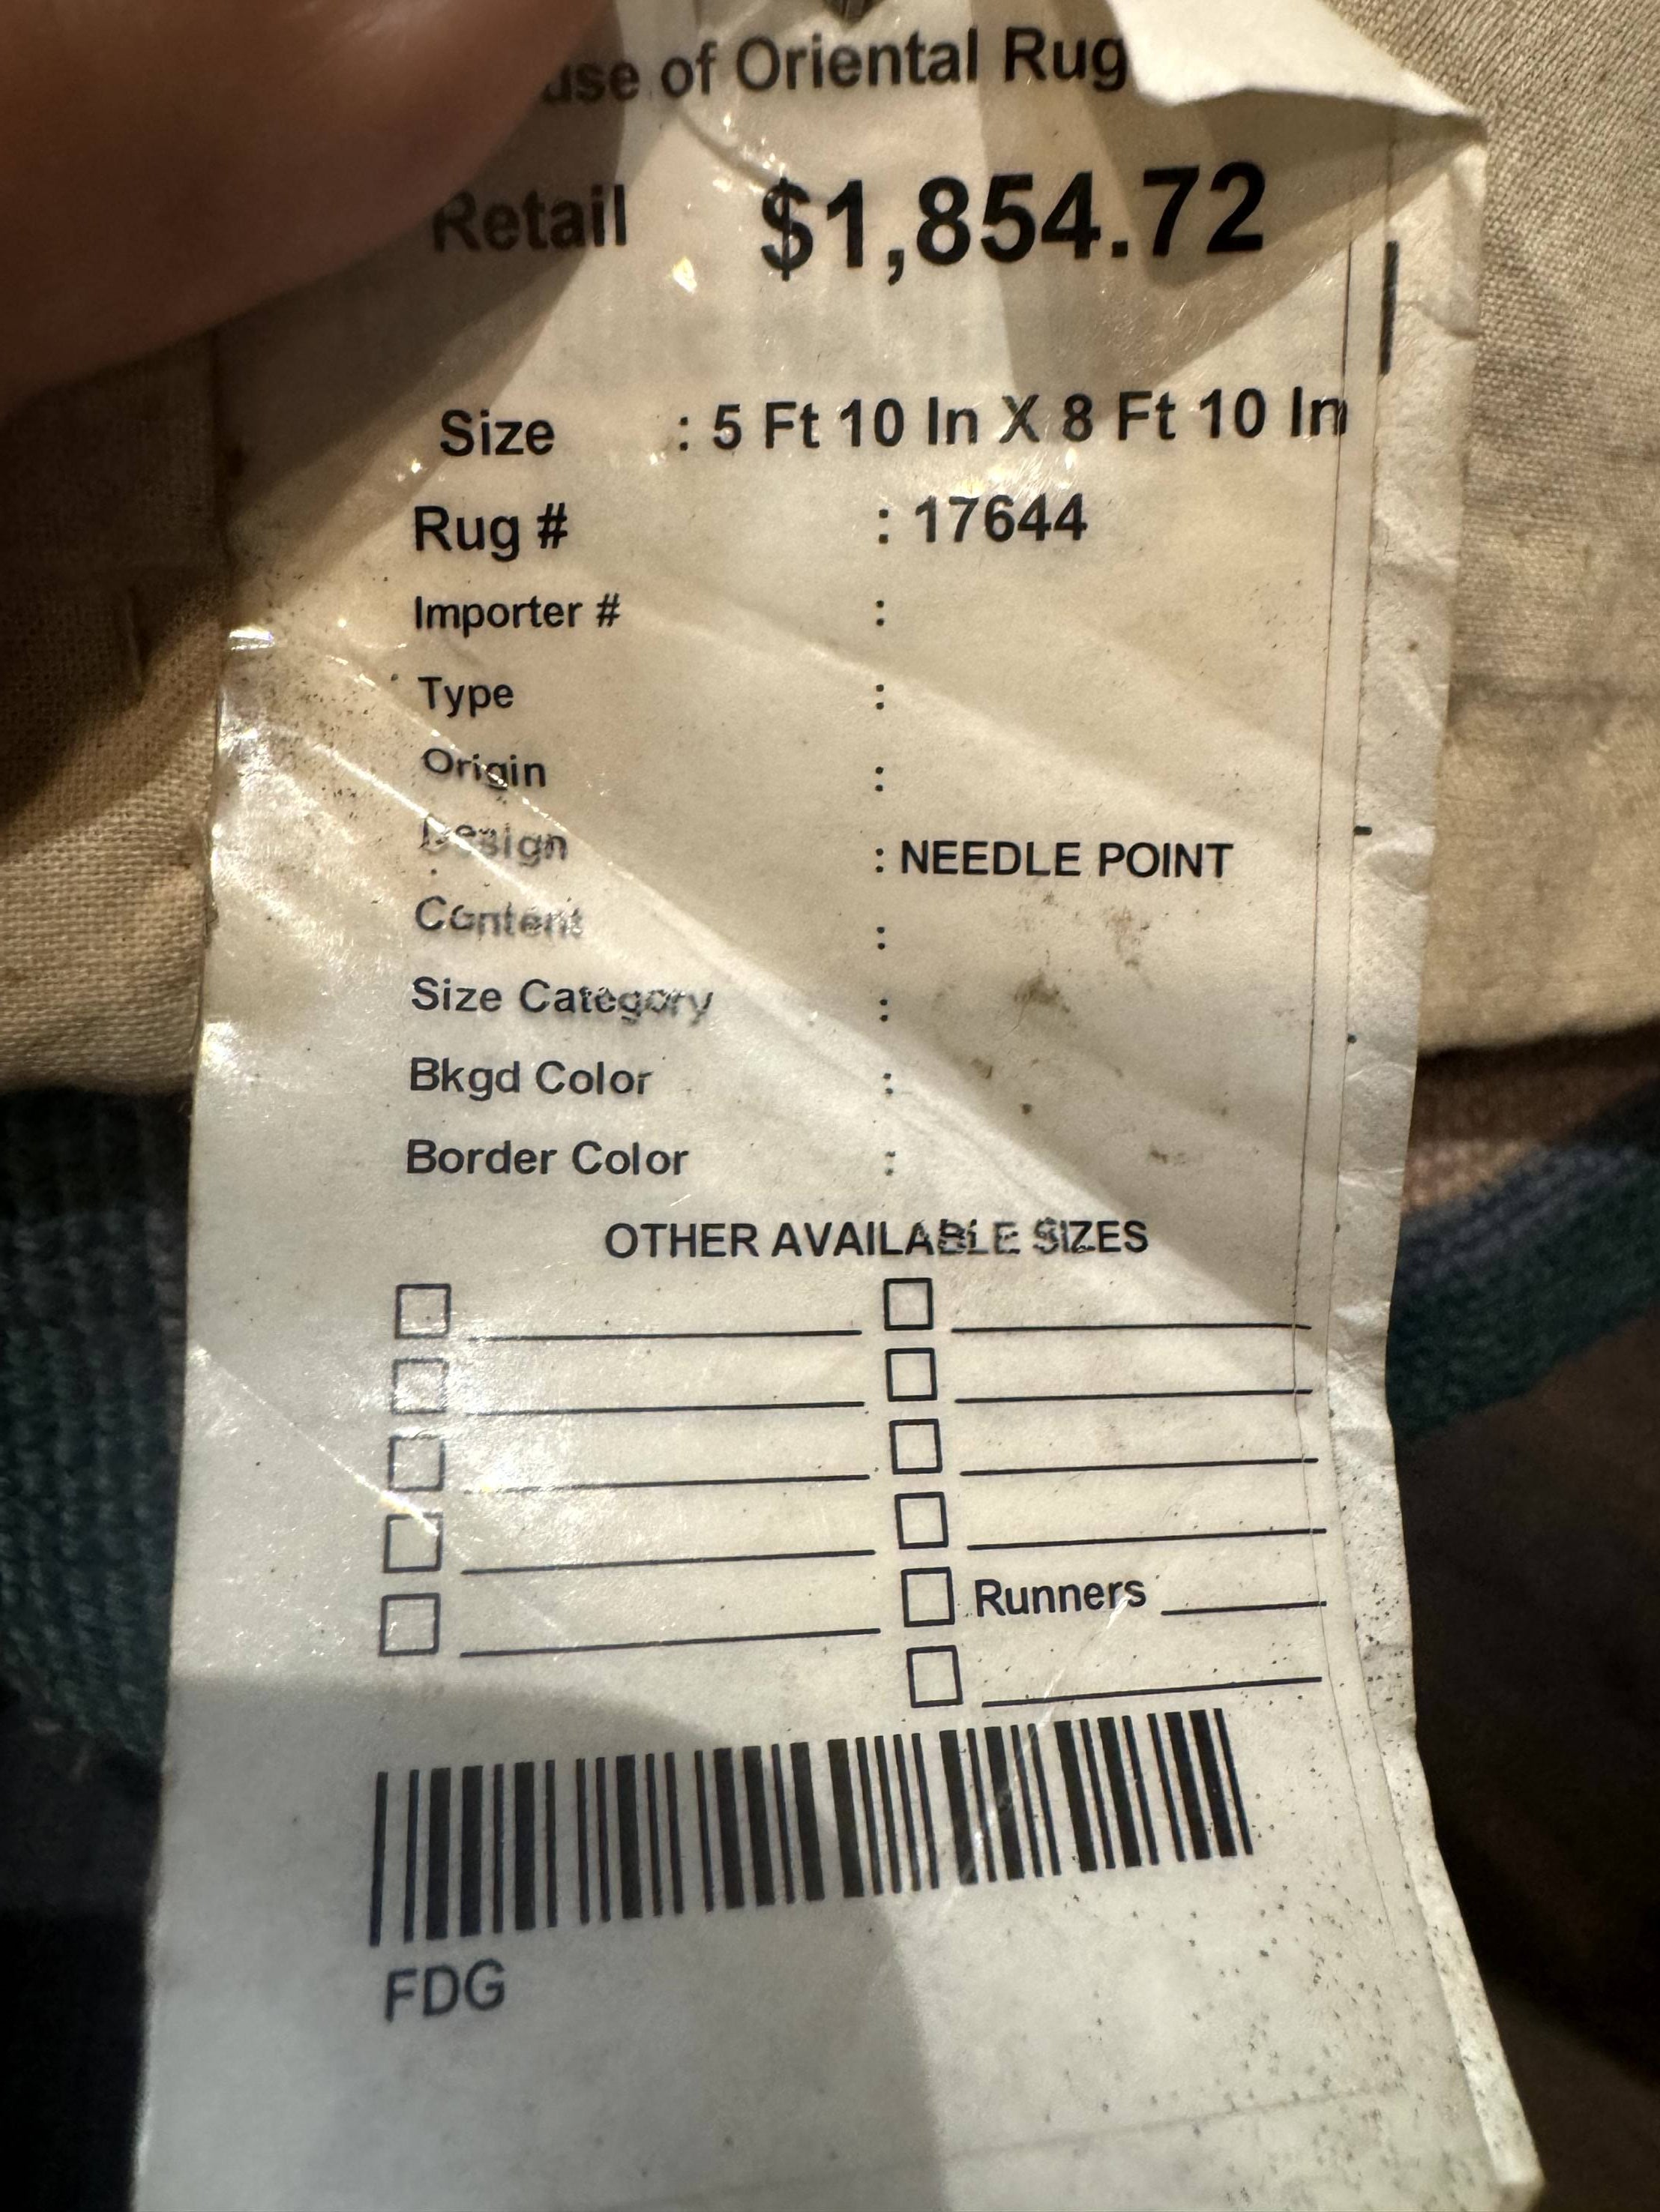 of Oriental Rug
Retail $1,854.72
Size : 5 Ft 10 In X 8 Ft 10 In
Rug # : 17644
Importer # :
Type :
Origin :
Design : NEEDLE POINT
Content :
Size Category :
Bkgd Color :
Border Color :
OTHER AVAILABLE SIZES
Runners
FDG